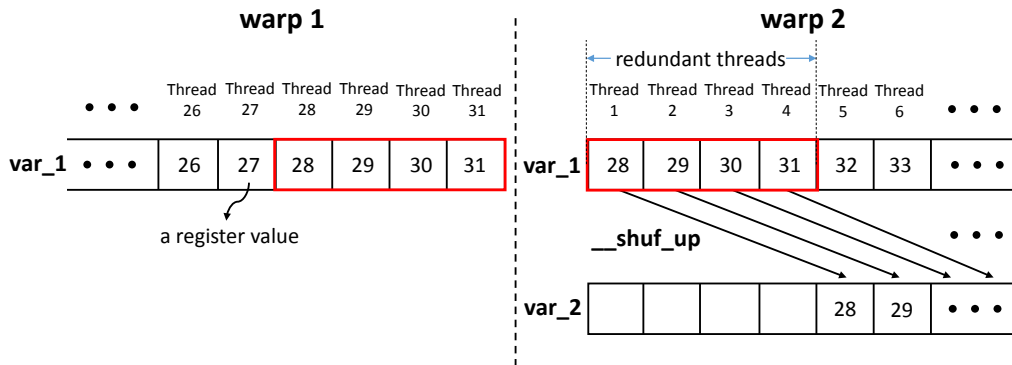 warp 1
warp 2
redundant threads
Thread Thread Thread Thread Thread Thread
26 27 28 29 30 31
Thread Thread Thread Thread Thread Thread
1 2 3 4 5 6
var_1 26 27 28 29 30 31
var_1 28 29 30 31 32 33
a register value
__shuf_up
var_2 28 29